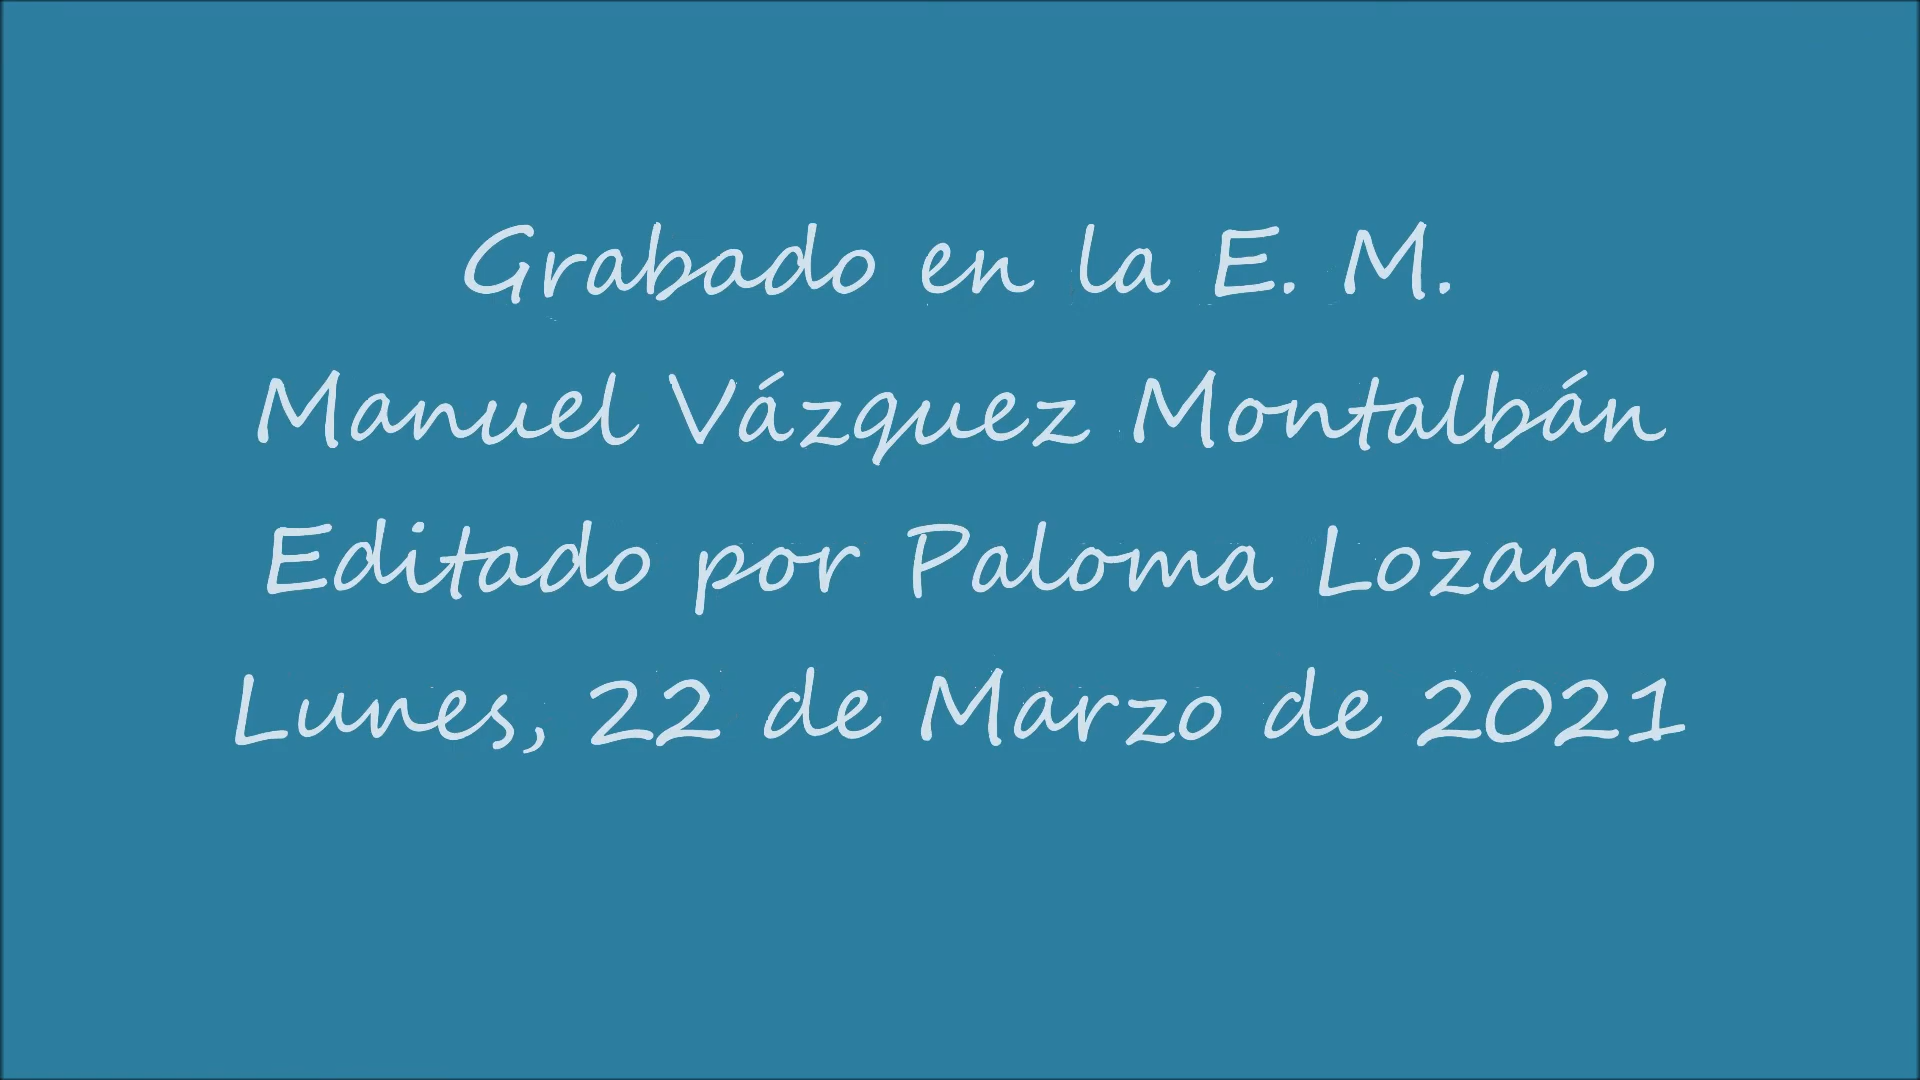 Grabado en la E. M.
Manuel Vázquez Montalbán
Editado por Paloma Lozano
Lunes, 22 de Marzo de 2021